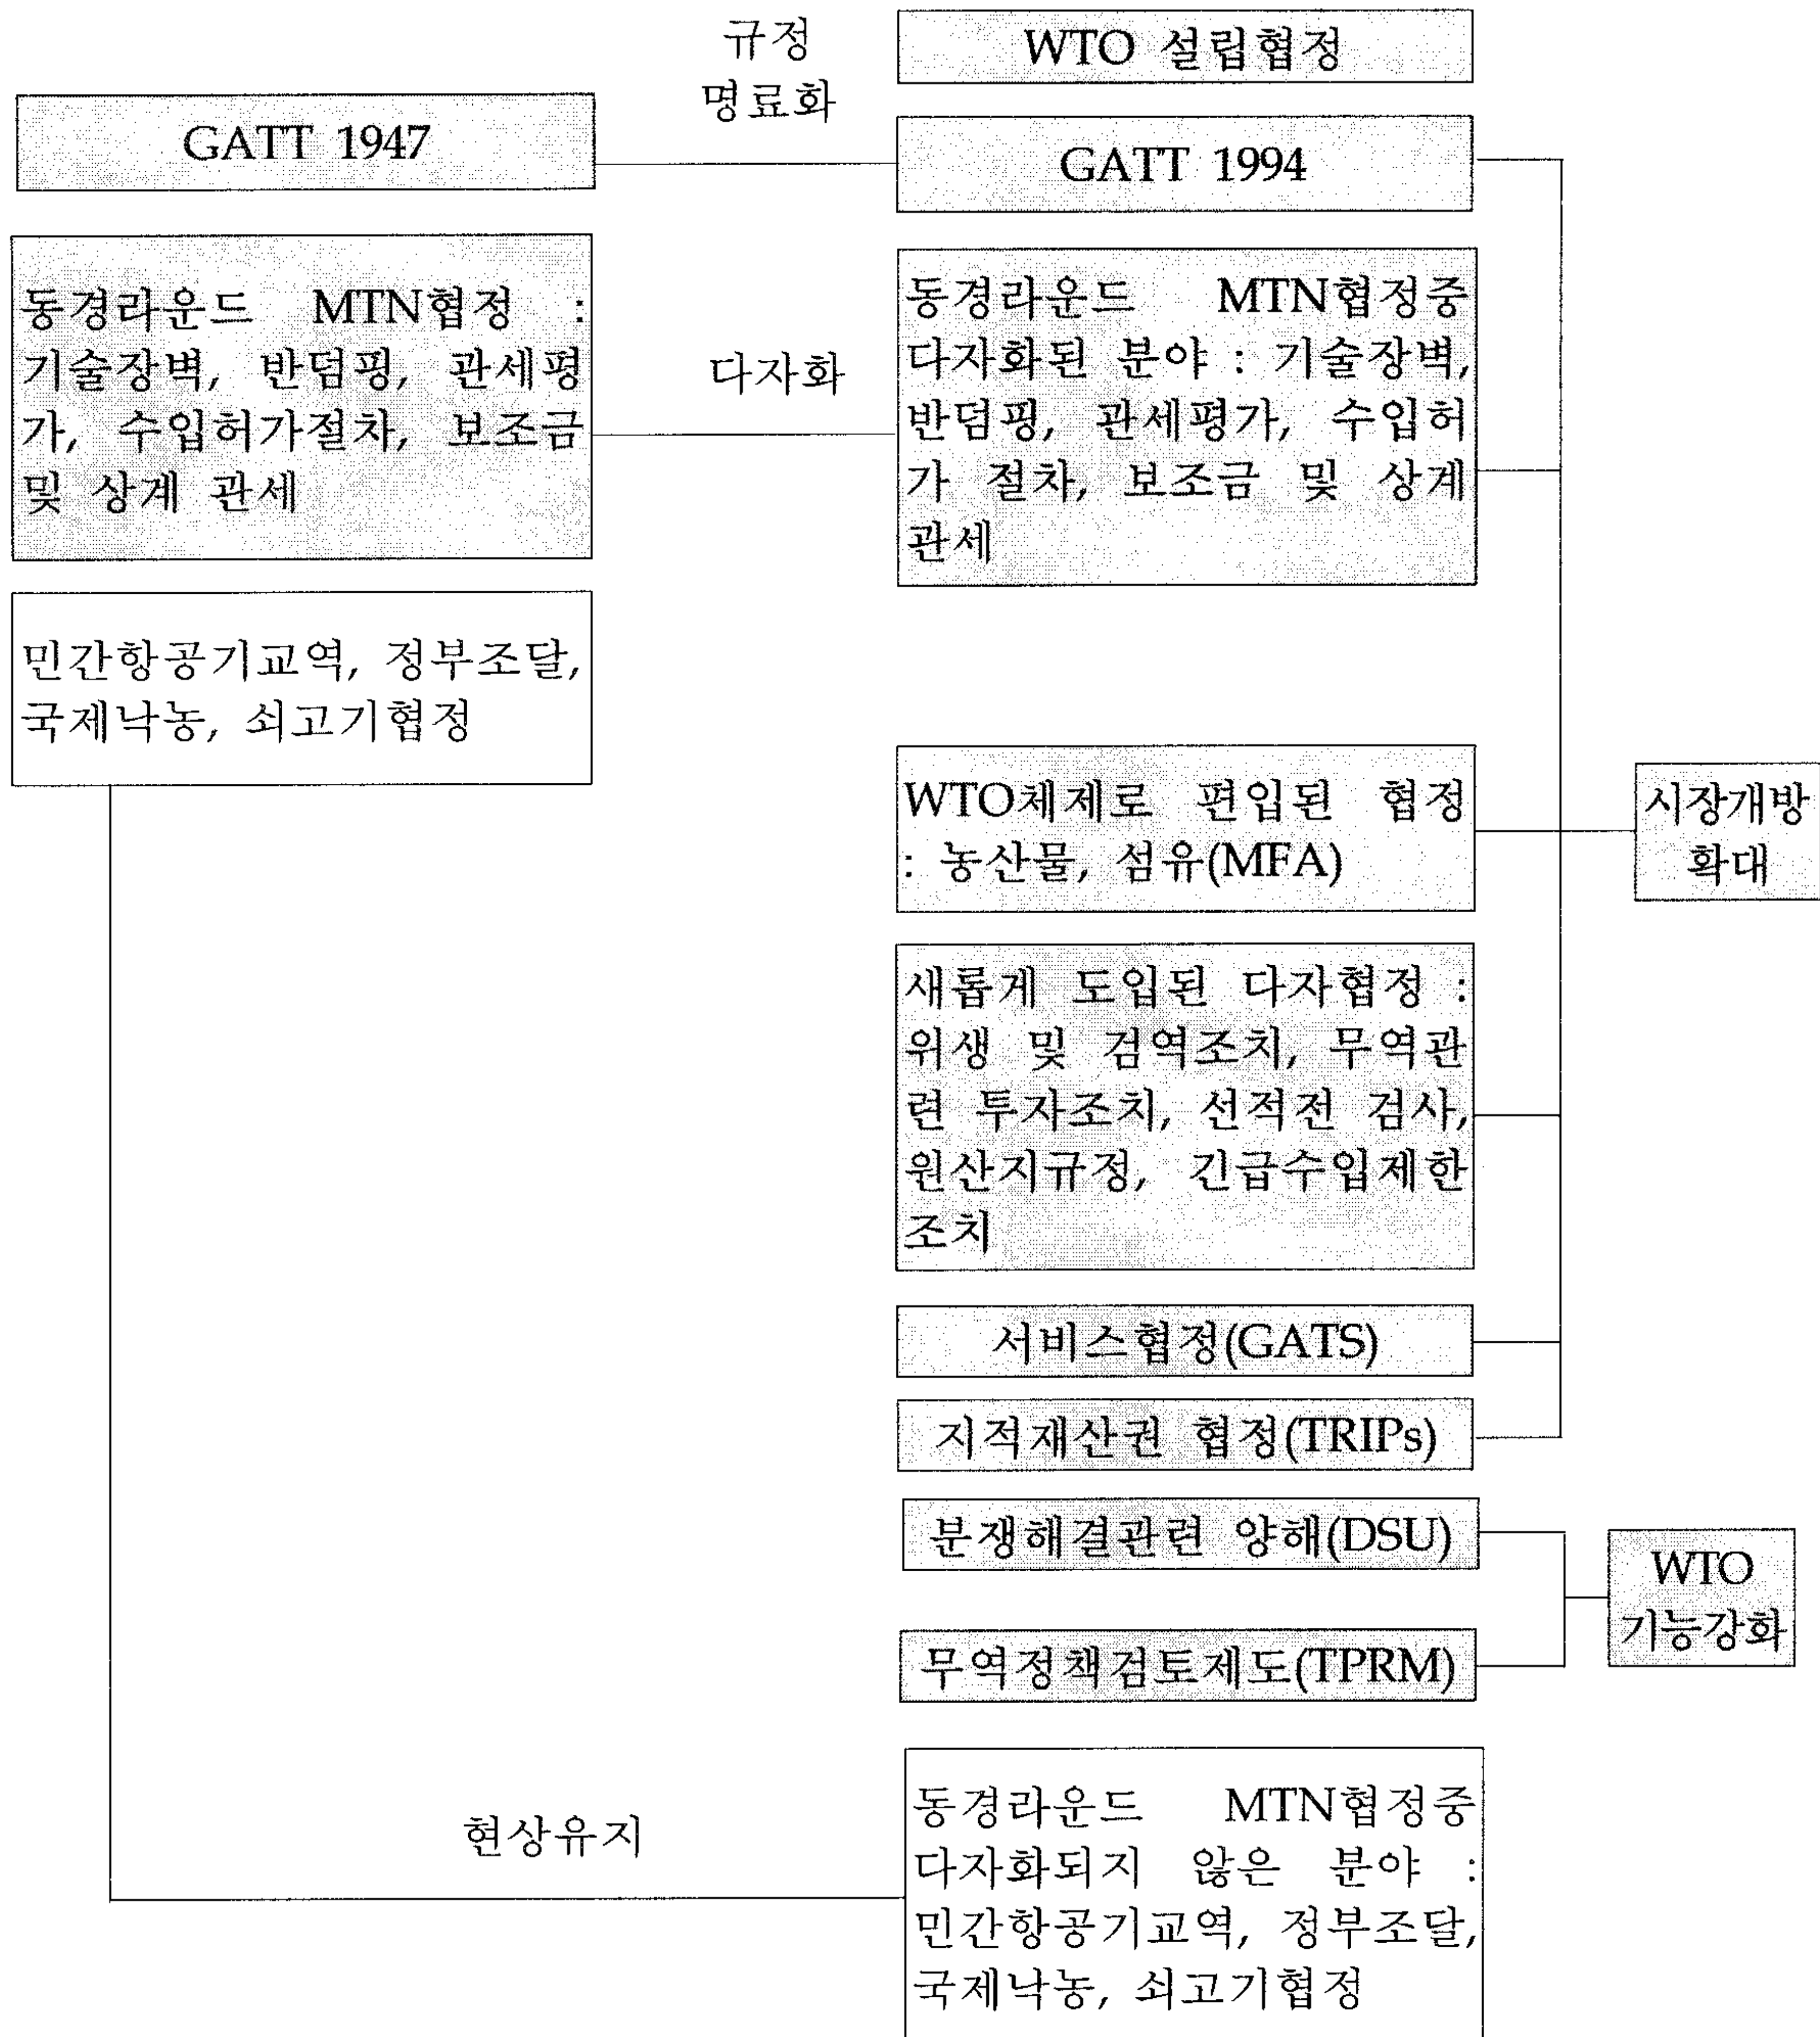 규정
명료화
WTO 설립협정
GATT 1947
GATT 1994
동경라운드 MTN협정 :
기술장벽, 반덤핑, 관세평
가, 수입허가절차, 보조금
및 상계 관세
다자화
동경라운드 MTN협정중
다자화된 분야 : 기술장벽,
반덤핑, 관세평가, 수입허
가 절차, 보조금 및 상계
관세
민간항공기교역, 정부조달,
국제낙농, 쇠고기협정
WTO체제로 편입된 협정
: 농산물, 섬유(MFA)
시장개방
확대
새롭게 도입된 다자협정 :
위생 및 검역조치, 무역관
련 투자조치, 선적전 검사,
원산지규정, 긴급수입제한
조치
서비스협정(GATS)
지적재산권 협정(TRIPs)
분쟁해결관련 양해(DSU)
WTO
기능강화
무역정책검토제도(TPRM)
현상유지
동경라운드 MTN협정중
다자화되지 않은 분야 :
민간항공기교역, 정부조달,
국제낙농, 쇠고기협정